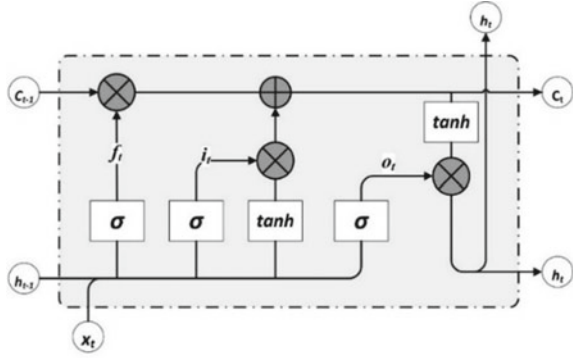 hₜ
Cₜ₋₁
Cₜ
tanh
fₜ
iₜ
oₜ
σ
σ
tanh
σ
hₜ₋₁
hₜ
xₜ